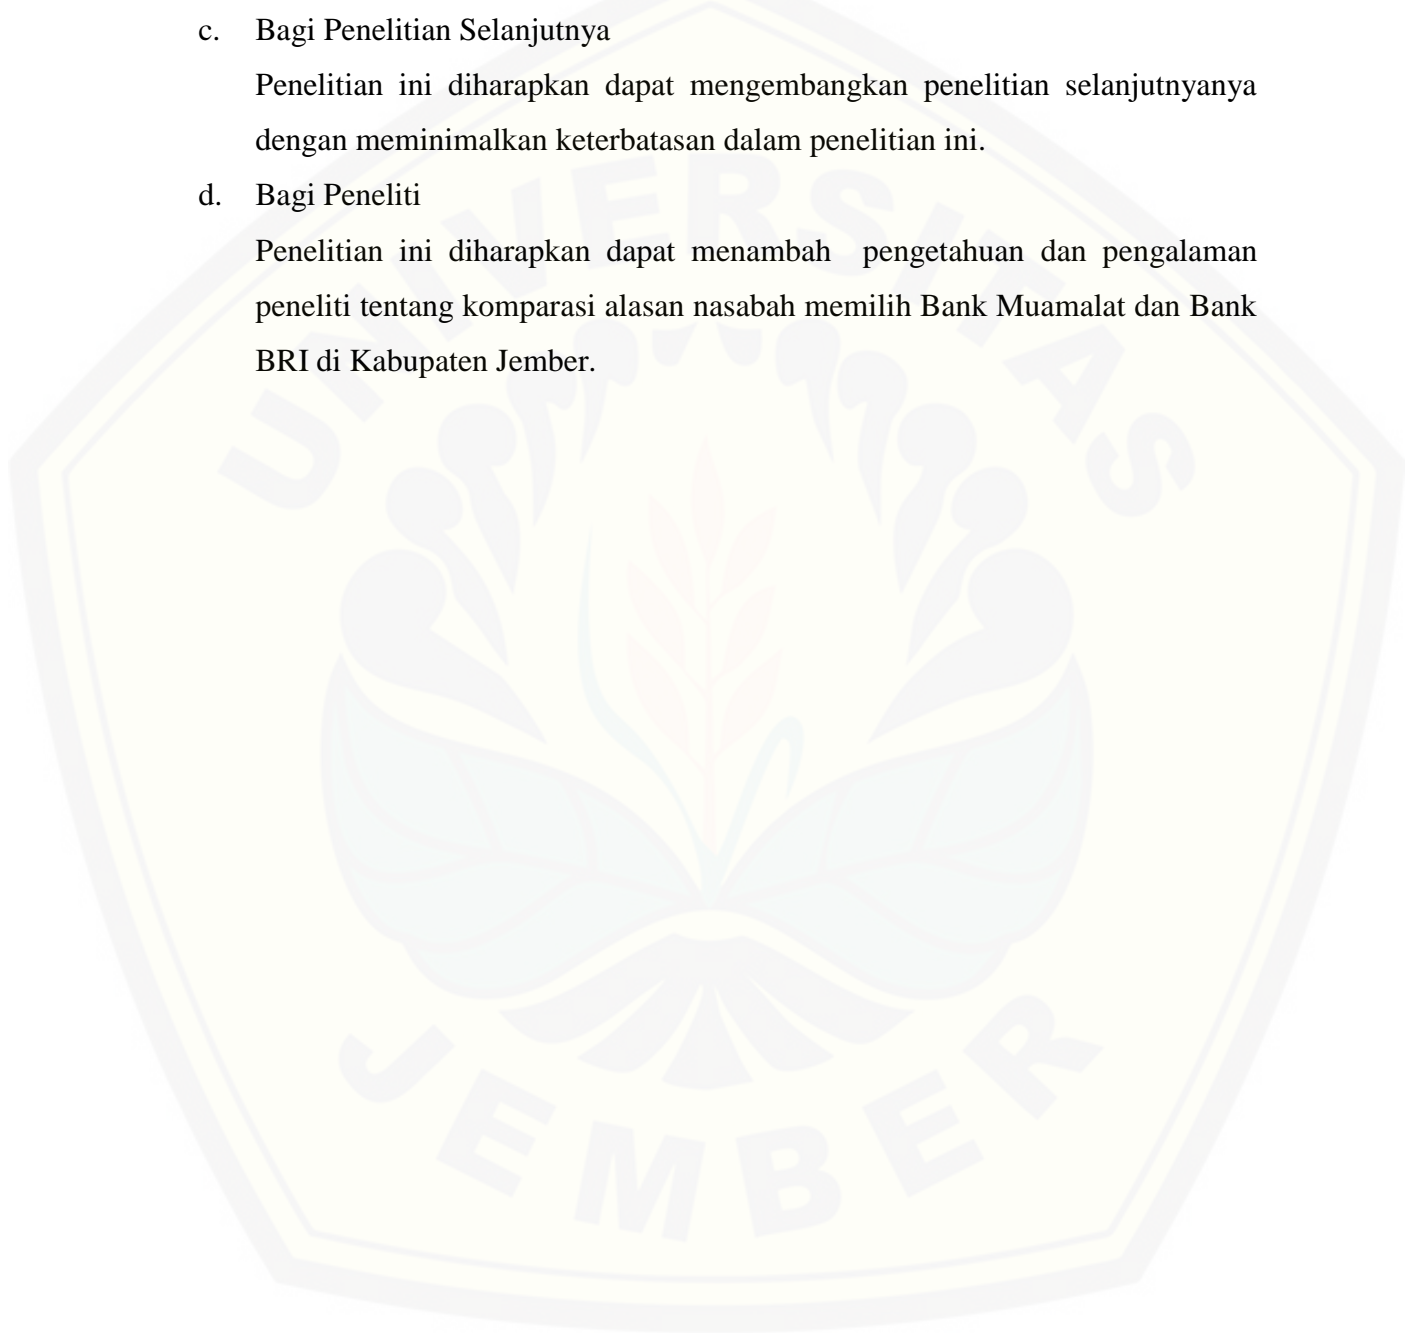 c. Bagi Penelitian Selanjutnya
Penelitian ini diharapkan dapat mengembangkan penelitian selanjutnyanya
dengan meminimalkan keterbatasan dalam penelitian ini.
d. Bagi Peneliti
Penelitian ini diharapkan dapat menambah pengetahuan dan pengalaman
peneliti tentang komparasi alasan nasabah memilih Bank Muamalat dan Bank
BRI di Kabupaten Jember.
UNIVERSITAS
JEMBER